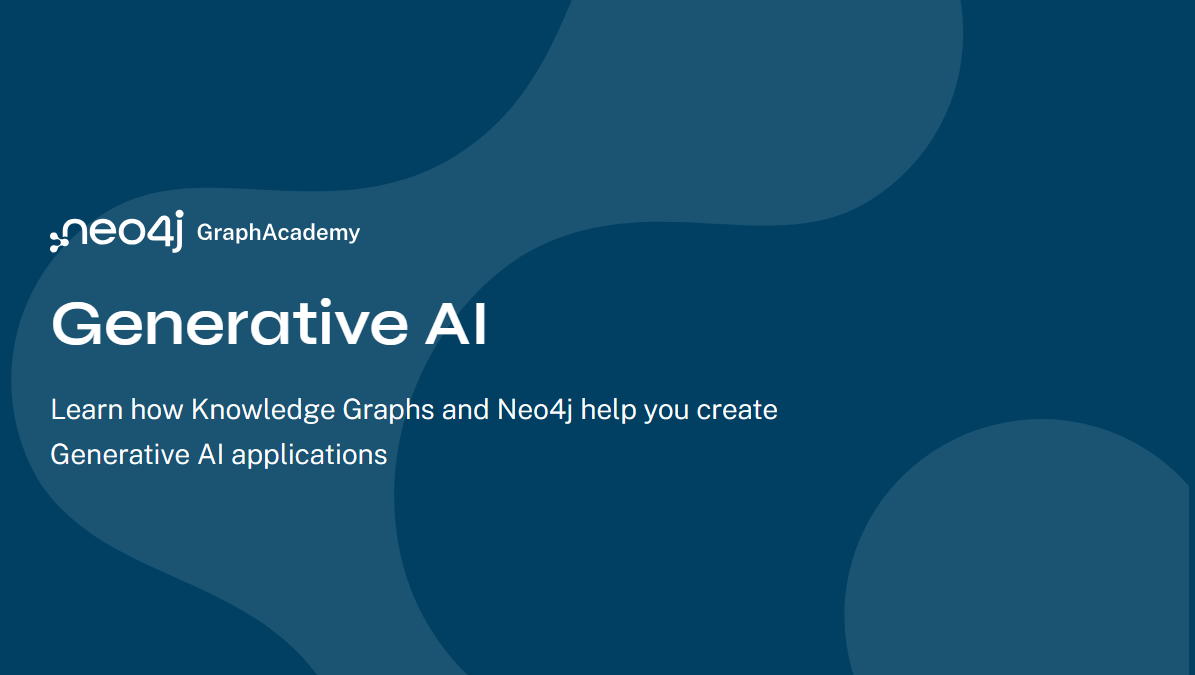 neo4j GraphAcademy
Generative AI
Learn how Knowledge Graphs and Neo4j help you create
Generative AI applications